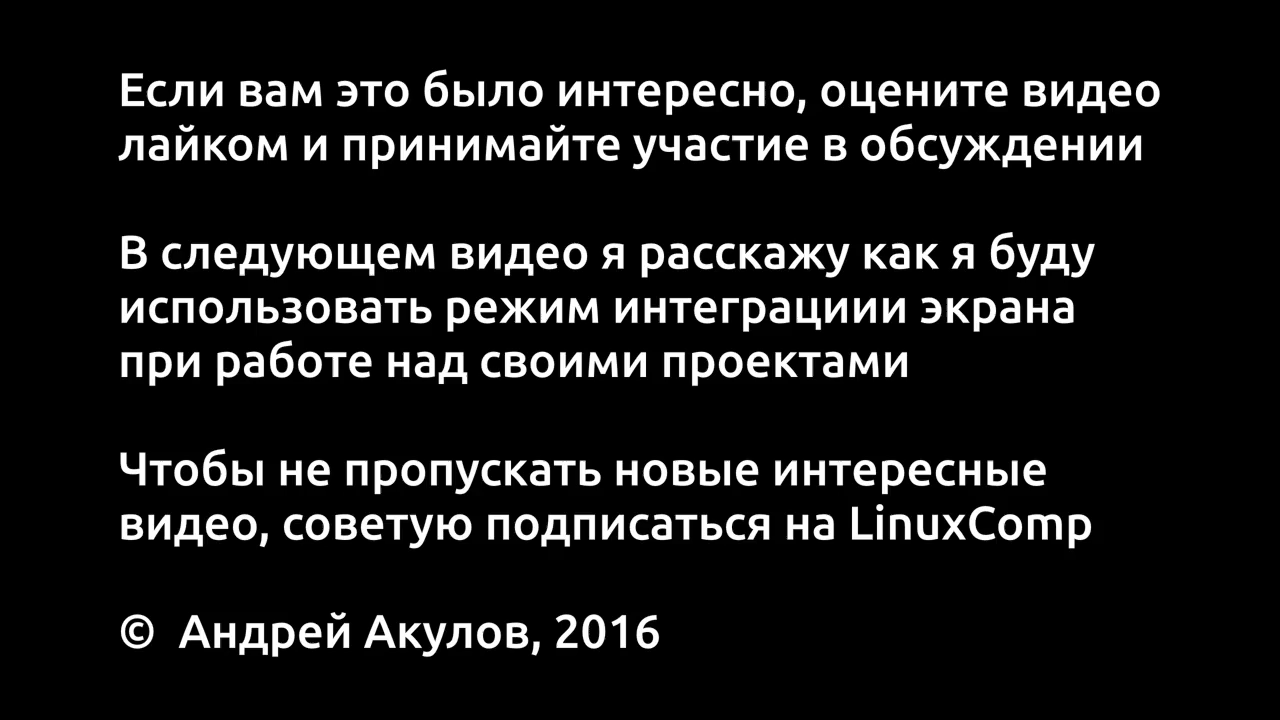 Если вам это было интересно, оцените видео
лайком и принимайте участие в обсуждении
В следующем видео я расскажу как я буду
использовать режим интеграциии экрана
при работе над своими проектами
Чтобы не пропускать новые интересные
видео, советую подписаться на LinuxComp
© Андрей Акулов, 2016